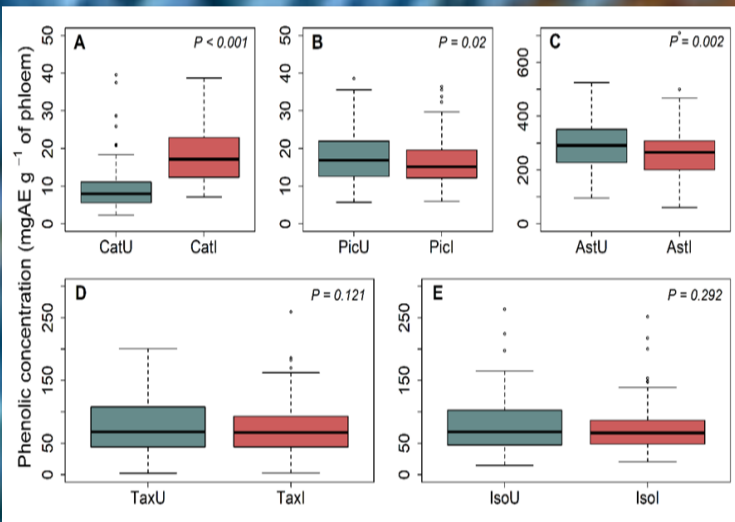 Phenolic concentration (mgAE g⁻¹ of phloem)
A
P < 0.001
50
40
30
20
10
0
CatU
CatI
B
P = 0.02
50
40
30
20
10
0
PicU
PicI
C
P = 0.002
600
400
200
0
AstU
AstI
D
P = 0.121
250
150
50
0
TaxU
TaxI
E
P = 0.292
250
150
50
0
IsoU
IsoI